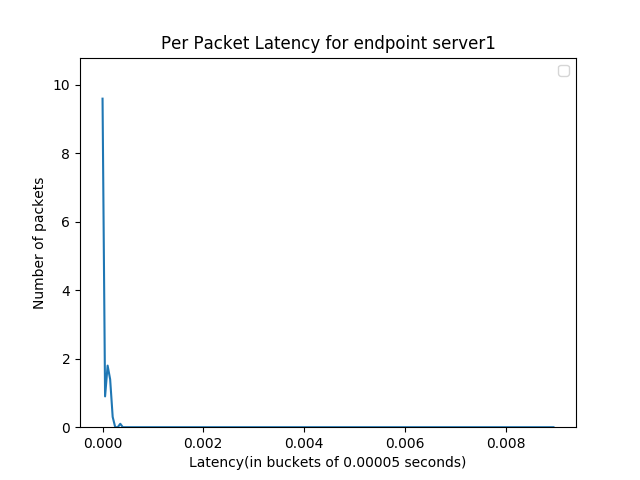 Per Packet Latency for endpoint server1
10
8
6
4
2
0
Number of packets
0.000 0.002 0.004 0.006 0.008
Latency(in buckets of 0.00005 seconds)